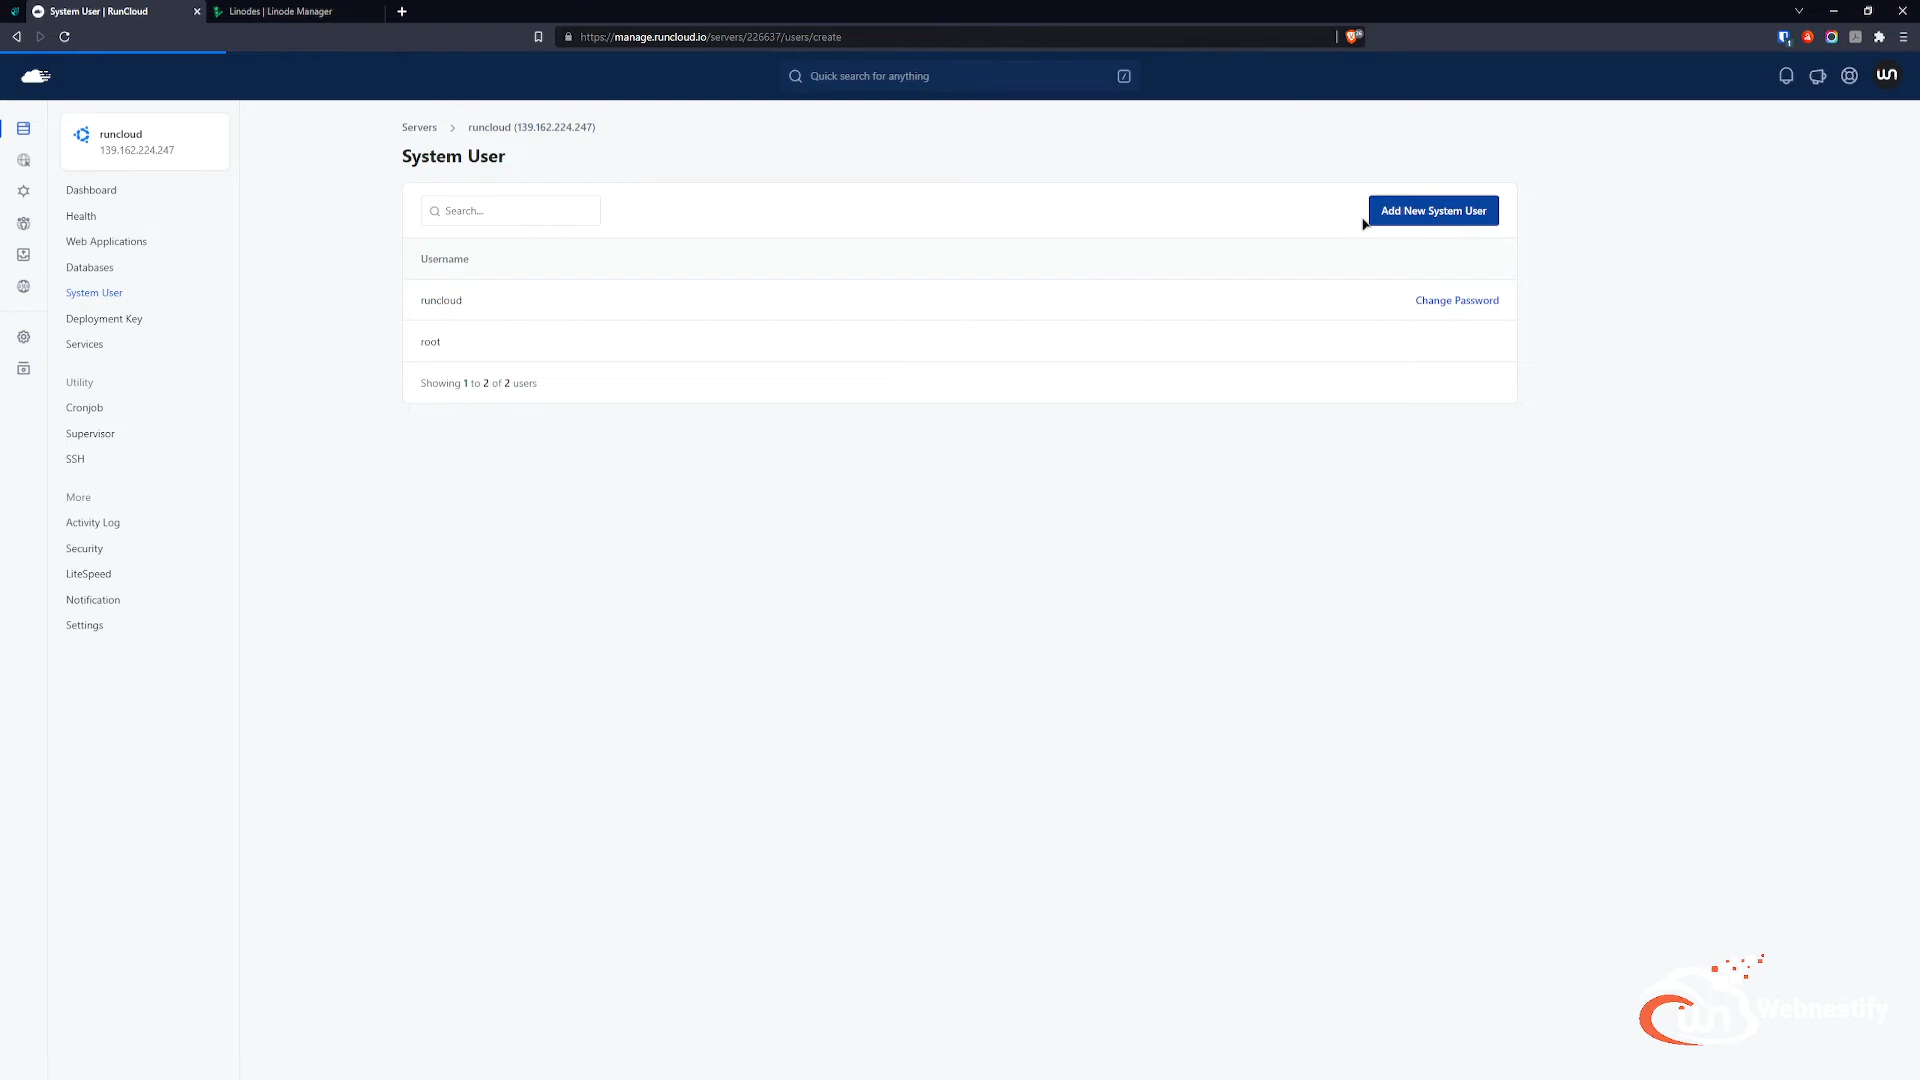 System User | RunCloud
Linodes | Linode Manager
https://manage.runcloud.io/servers/226637/users/create
Quick search for anything
wn
runcloud
139.162.224.247
Dashboard
Health
Web Applications
Databases
System User
Deployment Key
Services
Utility
Cronjob
Supervisor
SSH
More
Activity Log
Security
LiteSpeed
Notification
Settings
Servers > runcloud (139.162.224.247)
System User
Search...
Add New System User
Username
runcloud
Change Password
root
Showing 1 to 2 of 2 users
wn Webnestify